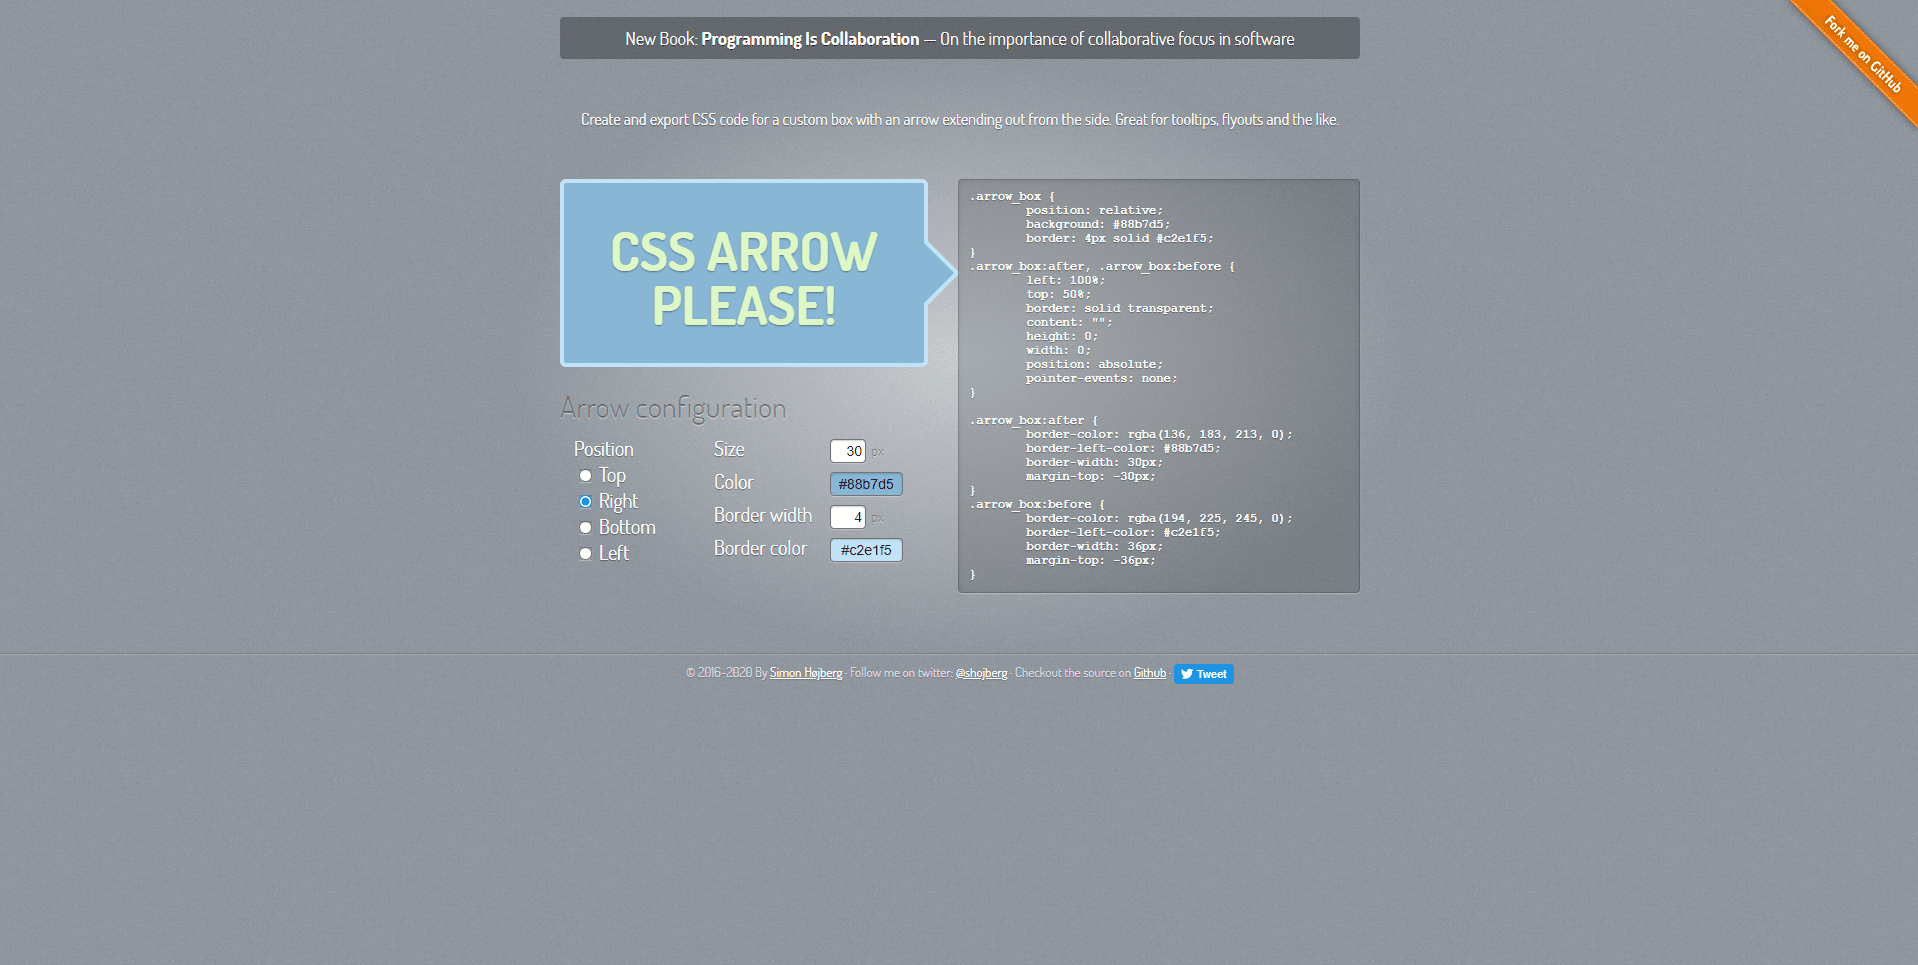 New Book: Programming Is Collaboration — On the importance of collaborative focus in software
Fork me on GitHub
Create and export CSS code for a custom box with an arrow extending out from the side. Great for tooltips, flyouts and the like.
CSS ARROW
PLEASE!
Arrow configuration
Position
Top
Right
Bottom
Left
Size 30 px
Color #88b7d5
Border width 4 px
Border color #c2e1f5
.arrow_box {
position: relative;
background: #88b7d5;
border: 4px solid #c2e1f5;
}
.arrow_box:after, .arrow_box:before {
left: 100%;
top: 50%;
border: solid transparent;
content: "";
height: 0;
width: 0;
position: absolute;
pointer-events: none;
}
.arrow_box:after {
border-color: rgba(136, 183, 213, 0);
border-left-color: #88b7d5;
border-width: 30px;
margin-top: -30px;
}
.arrow_box:before {
border-color: rgba(194, 225, 245, 0);
border-left-color: #c2e1f5;
border-width: 36px;
margin-top: -36px;
}
© 2016-2020 By Simon Højberg · Follow me on twitter: @shojberg · Checkout the source on Github · Tweet